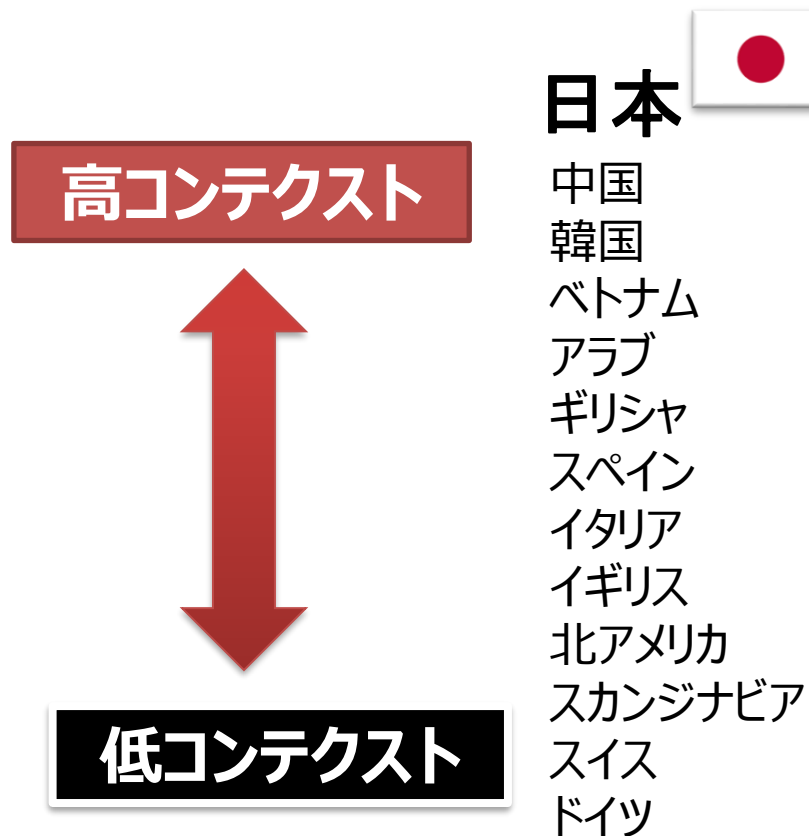 高コンテクスト
低コンテクスト
日本
中国
韓国
ベトナム
アラブ
ギリシャ
スペイン
イタリア
イギリス
北アメリカ
スカンジナビア
スイス
ドイツ